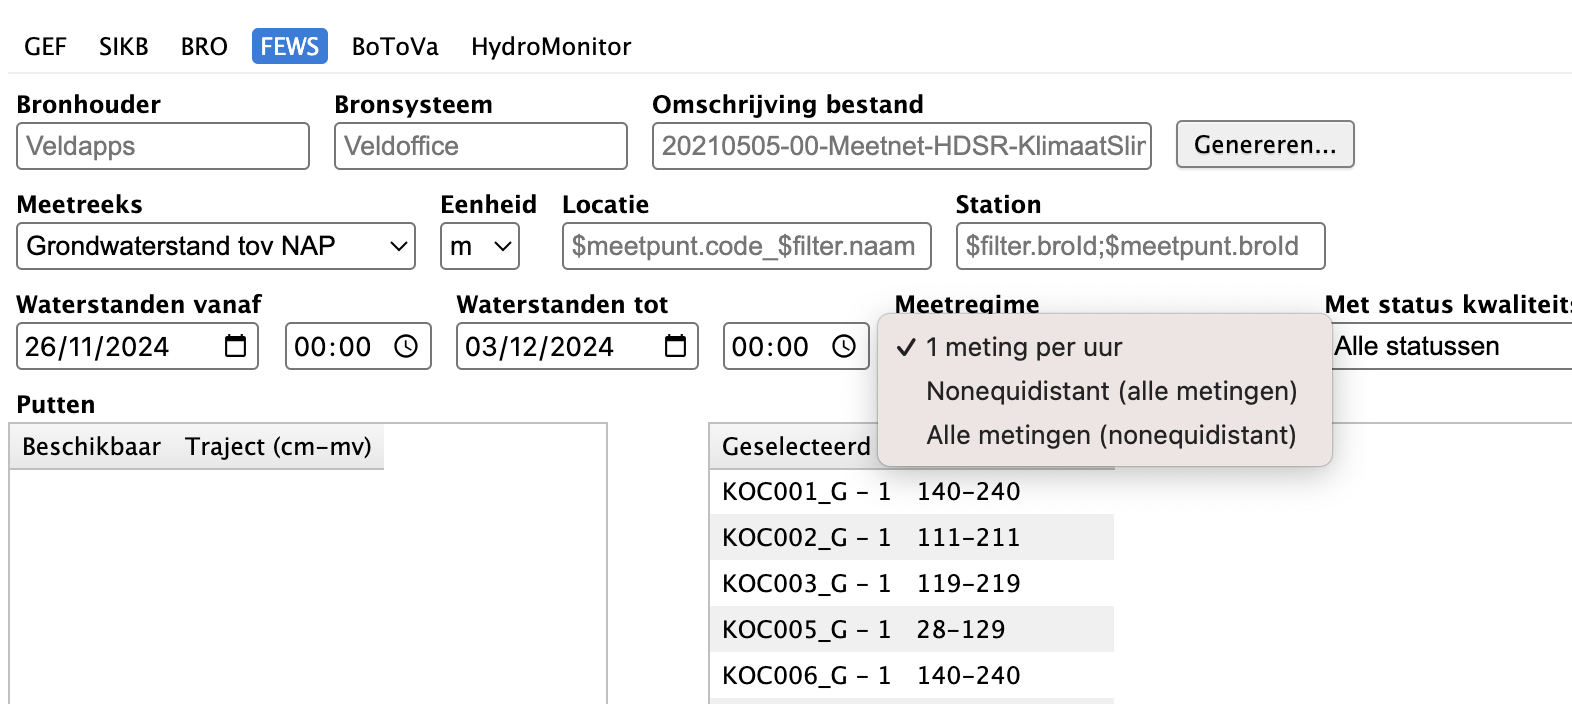 GEF SIKB BRO FEWS BoToVa HydroMonitor
Bronhouder Bronsysteem Omschrijving bestand
Veldapps Veldoffice 20210505-00-Meetnet-HDSR-KlimaatSlim Genereren...
Meetreeks Eenheid Locatie Station
Grondwaterstand tov NAP m $meetpunt.code_$filter.naam $filter.broId;$meetpunt.broId
Waterstanden vanaf Waterstanden tot Meetregime Met status kwaliteits
26/11/2024 00:00 03/12/2024 00:00 ✓ 1 meting per uur Alle statussen
Nonequidistant (alle metingen)
Alle metingen (nonequidistant)
Putten
Beschikbaar Traject (cm-mv) Geselecteerd
KOC001_G - 1 140-240
KOC002_G - 1 111-211
KOC003_G - 1 119-219
KOC005_G - 1 28-129
KOC006_G - 1 140-240